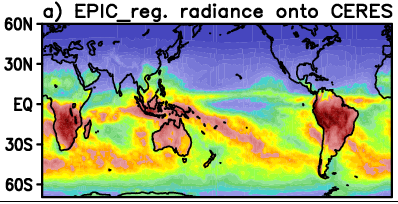 a) EPIC_reg. radiance onto CERES
60N
30N
EQ
30S
60S